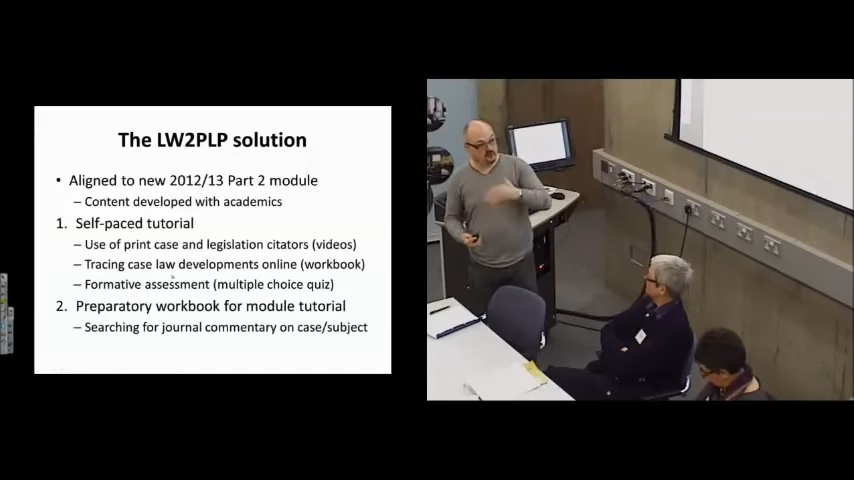 The LW2PLP solution
• Aligned to new 2012/13 Part 2 module
– Content developed with academics
1. Self-paced tutorial
– Use of print case and legislation citators (videos)
– Tracing case law developments online (workbook)
– Formative assessment (multiple choice quiz)
2. Preparatory workbook for module tutorial
– Searching for journal commentary on case/subject